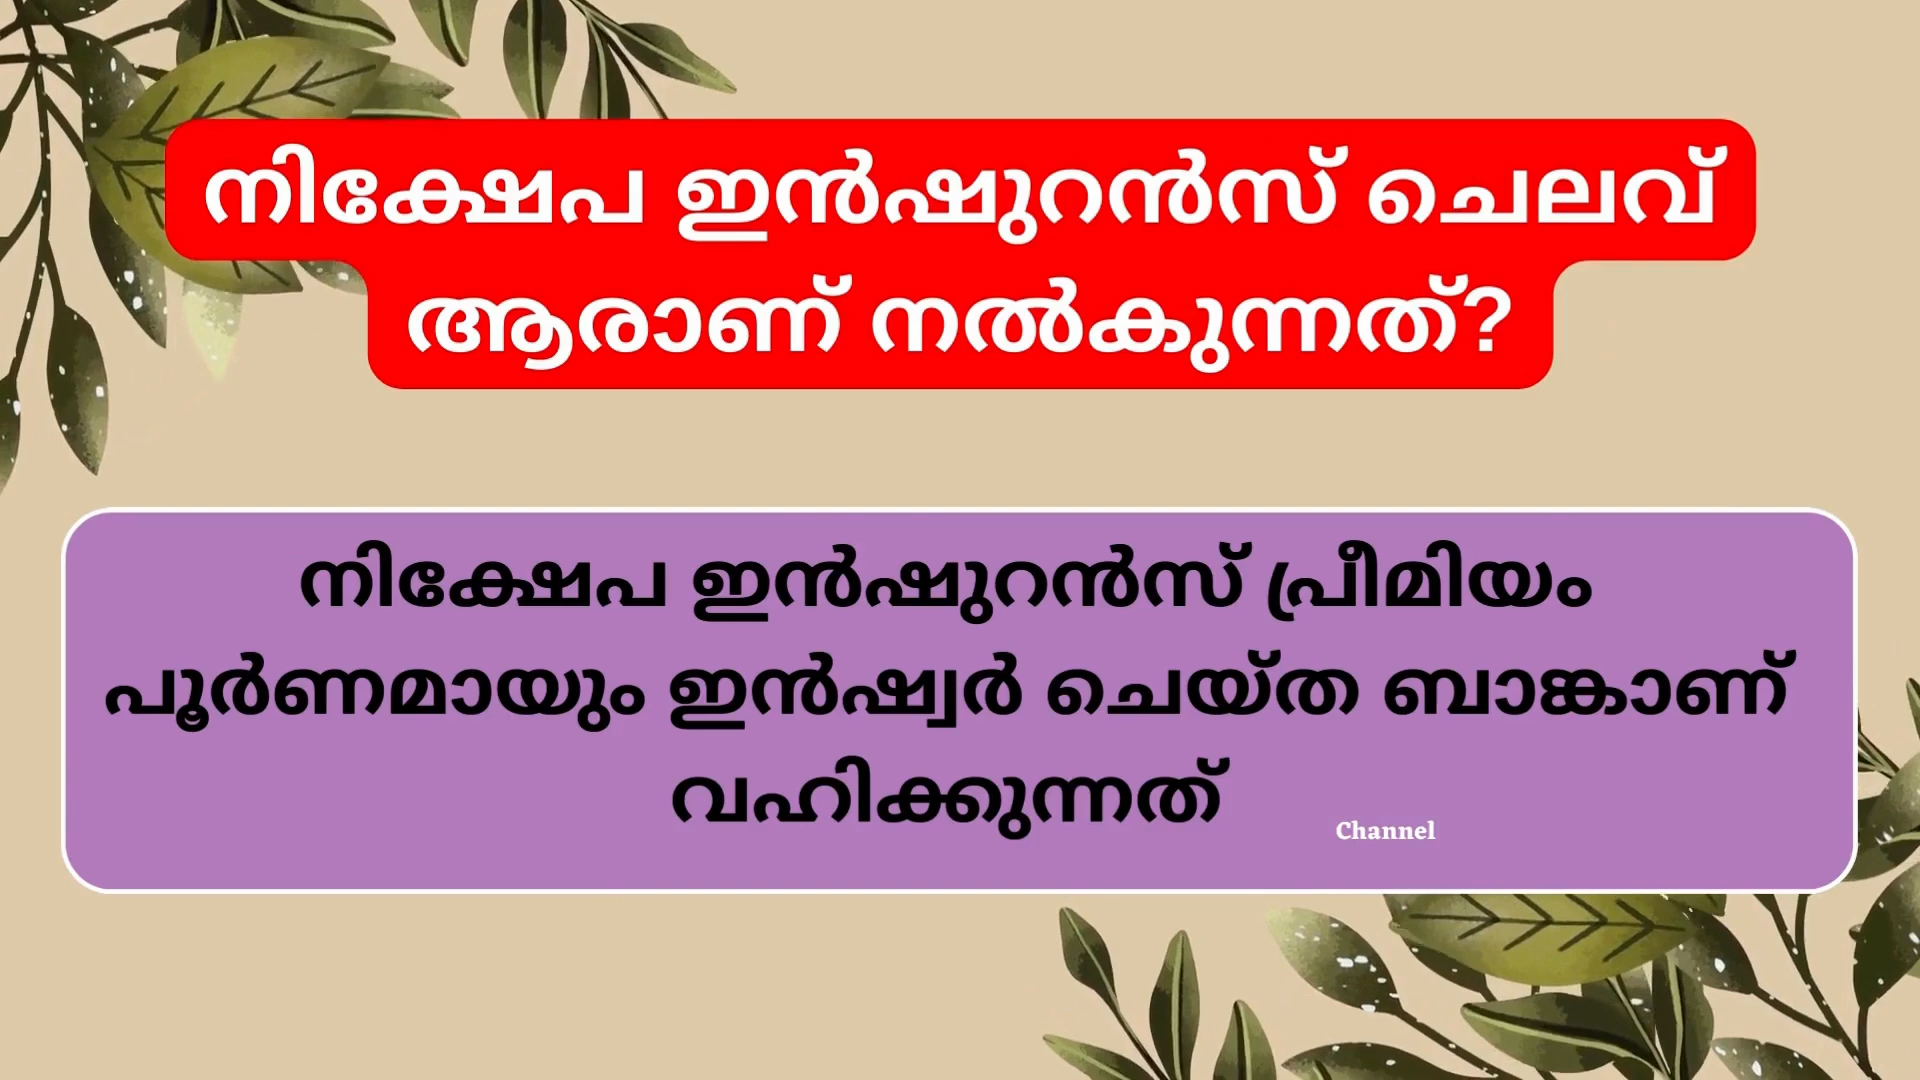 നിക്ഷേപ ഇൻഷുറൻസ് ചെലവ്
ആരാണ് നൽകുന്നത്?
നിക്ഷേപ ഇൻഷുറൻസ് പ്രീമിയം
പൂർണമായും ഇൻഷ്വർ ചെയ്ത ബാങ്കാണ്
വഹിക്കുന്നത്
Channel